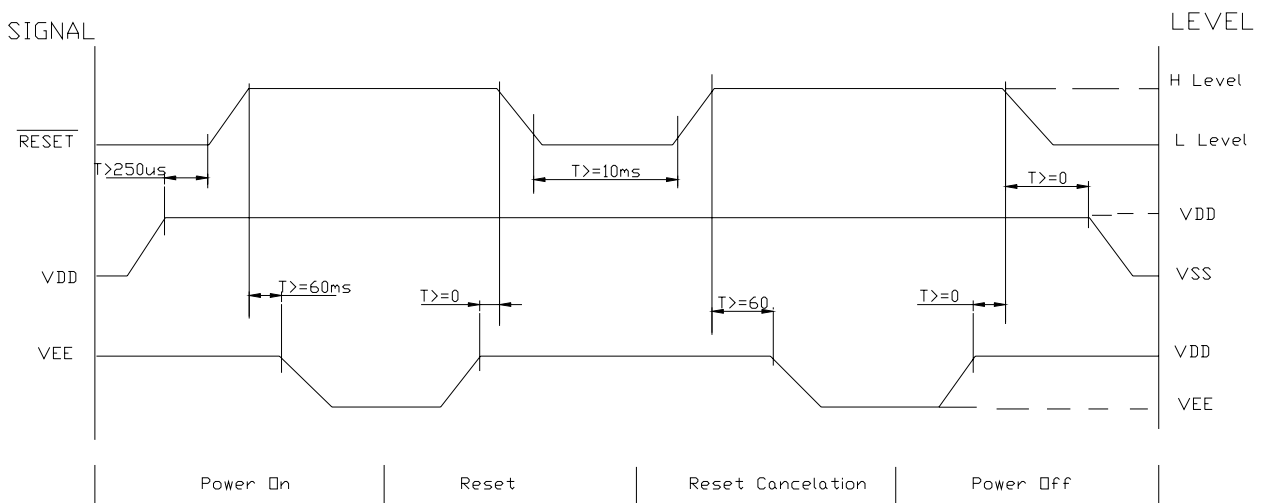 SIGNAL
LEVEL
H Level
RESET
L Level
T>250us
T>=10ms
T>=0
VDD
VDD
VSS
T>=60ms
T>=0
T>=60
T>=0
VEE
VDD
VEE
Power On
Reset
Reset Cancelation
Power Off